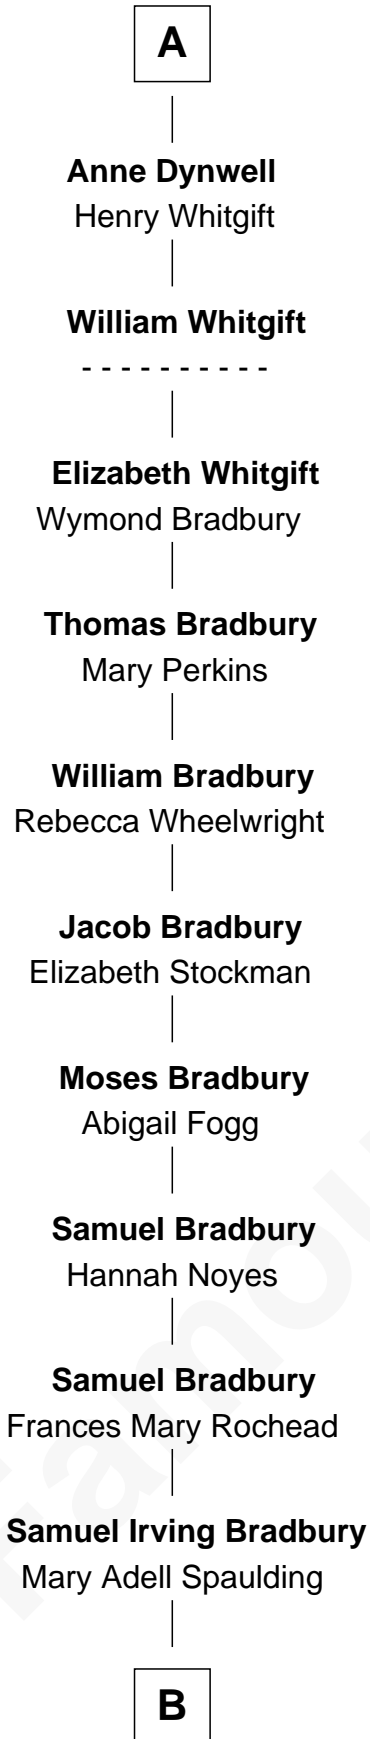 A
Anne Dynwell
Henry Whitgift
William Whitgift
- - - - - - - - - -
Elizabeth Whitgift
Wymond Bradbury
Thomas Bradbury
Mary Perkins
William Bradbury
Rebecca Wheelwright
Jacob Bradbury
Elizabeth Stockman
Moses Bradbury
Abigail Fogg
Samuel Bradbury
Hannah Noyes
Samuel Bradbury
Frances Mary Rochead
Samuel Irving Bradbury
Mary Adell Spaulding
B